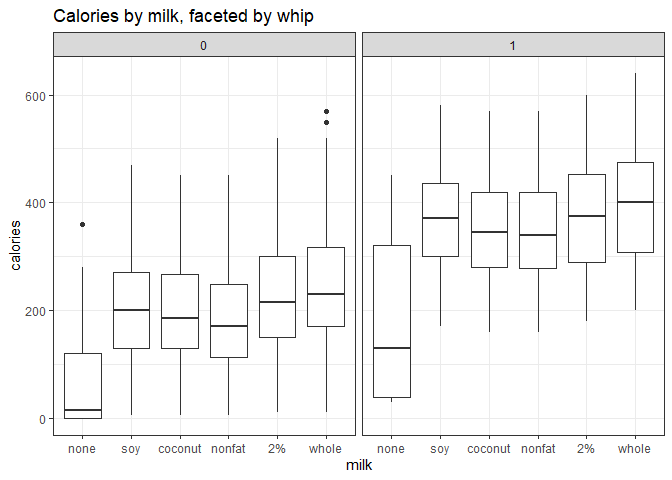 Calories by milk, faceted by whip
0 1
calories
600
400
200
0
none soy coconut nonfat 2% whole none soy coconut nonfat 2% whole
milk